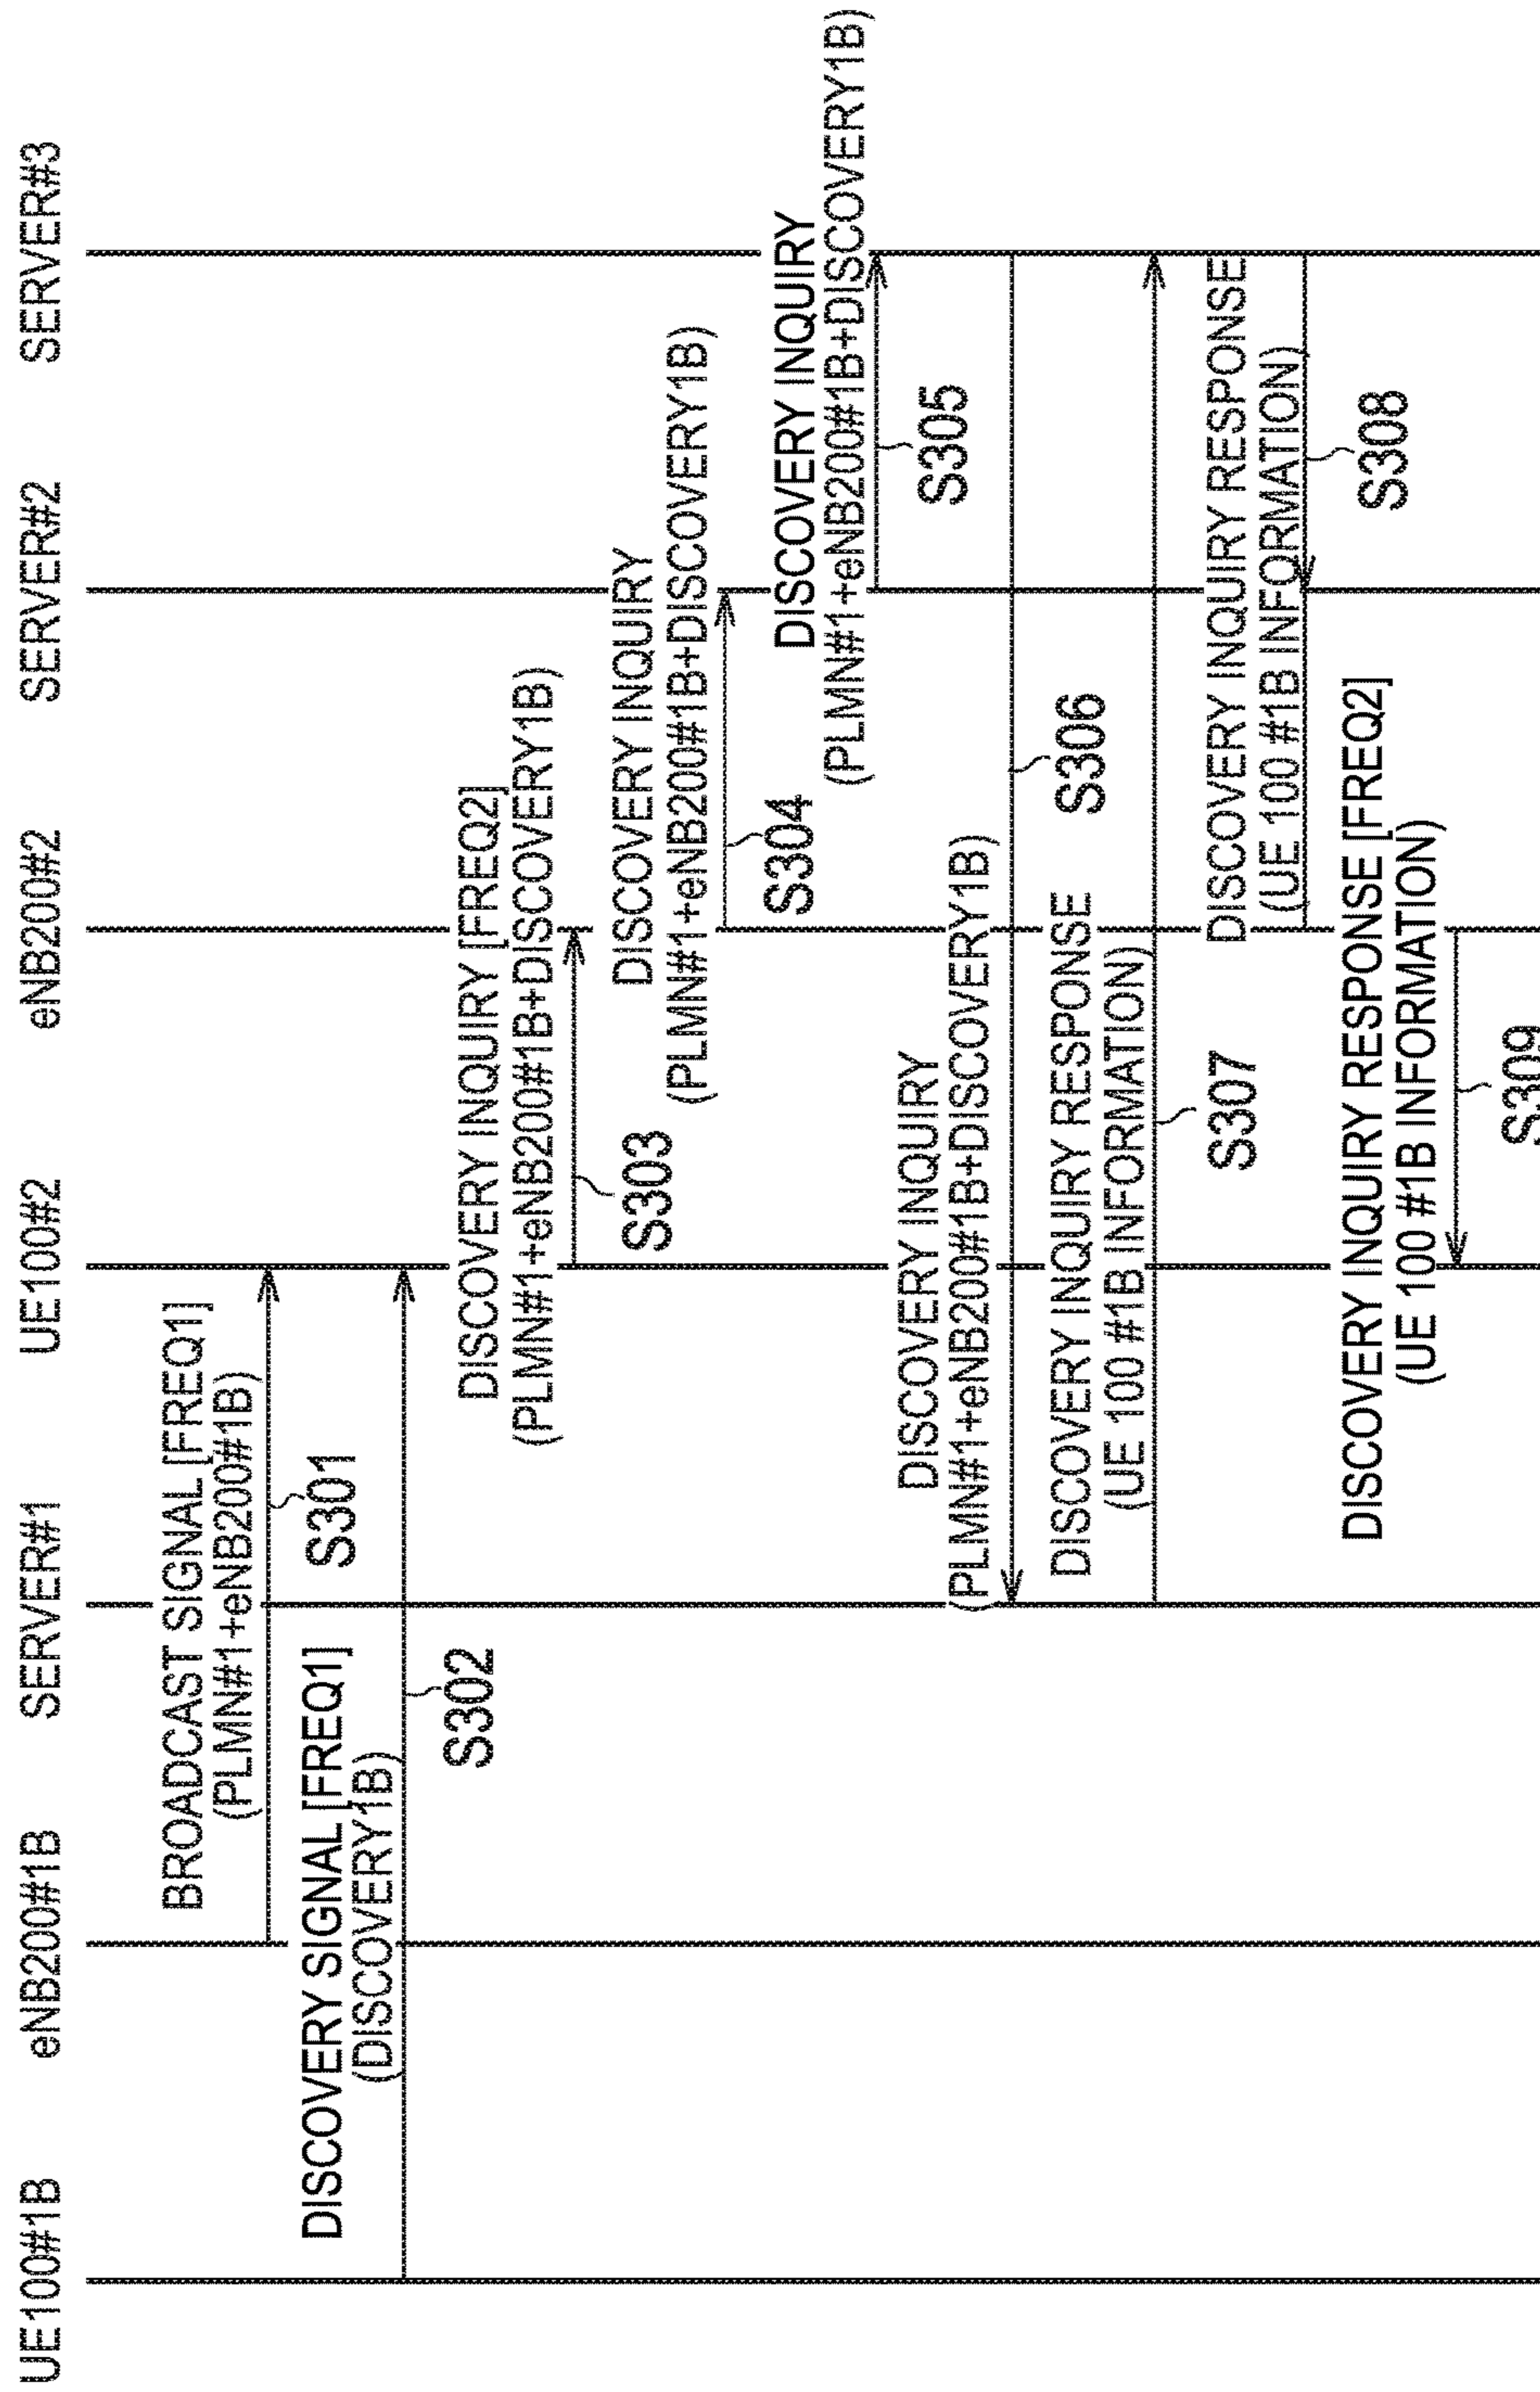 UE100#1B
eNB200#1B
SERVER#1
UE100#2
eNB200#2
SERVER#2
SERVER#3
BROADCAST SIGNAL [FREQ1]
(PLMN#1+eNB200#1B)
S301
DISCOVERY SIGNAL [FREQ1]
(DISCOVERY1B)
S302
DISCOVERY INQUIRY [FREQ2]
(PLMN#1+eNB200#1B+DISCOVERY1B)
S303
DISCOVERY INQUIRY
(PLMN#1+eNB200#1B+DISCOVERY1B)
S304
DISCOVERY INQUIRY
(PLMN#1+eNB200#1B+DISCOVERY1B)
S305
DISCOVERY INQUIRY
(PLMN#1+eNB200#1B+DISCOVERY1B)
S306
DISCOVERY INQUIRY RESPONSE
(UE 100 #1B INFORMATION)
S307
DISCOVERY INQUIRY RESPONSE
(UE 100 #1B INFORMATION)
S308
DISCOVERY INQUIRY RESPONSE [FREQ2]
(UE 100 #1B INFORMATION)
S309